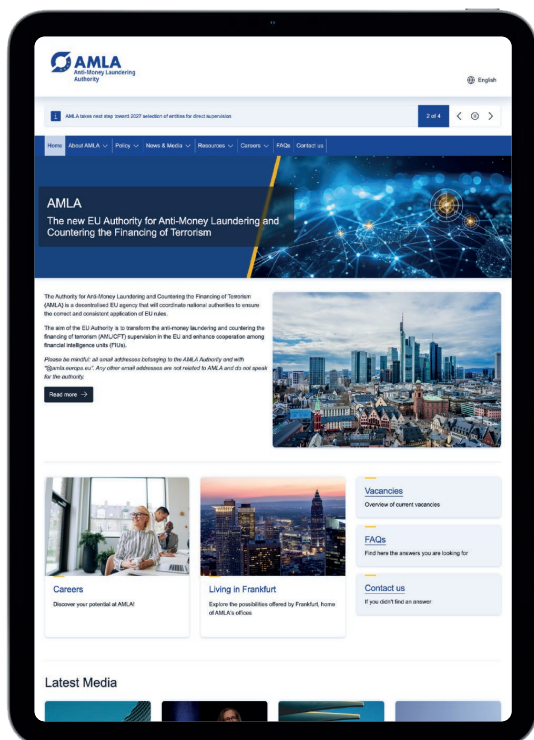 AMLA
Anti-Money Laundering
Authority
English
AMLA takes next step toward 2027 selection of entities for direct supervision
2 of 4
Home About AMLA Policy News & Media Resources Careers FAQs Contact us
AMLA
The new EU Authority for Anti-Money Laundering and
Countering the Financing of Terrorism
The Authority for Anti-Money Laundering and Countering the Financing of Terrorism
(AMLA) is a decentralised EU agency that will coordinate national authorities to ensure
the correct and consistent application of EU rules.
The aim of the EU Authority is to transform the anti-money laundering and countering the
financing of terrorism (AML/CFT) supervision in the EU and enhance cooperation among
financial intelligence units (FIUs).
Please be mindful: all email addresses belonging to the AMLA Authority end with
"@amla.europa.eu". Any other email addresses are not related to AMLA and do not speak
for the authority.
Read more
Careers
Discover your potential at AMLA!
Living in Frankfurt
Explore the possibilities offered by Frankfurt, home
of AMLA's offices
Vacancies
Overview of current vacancies
FAQs
Find here the answers you are looking for
Contact us
If you didn't find an answer
Latest Media